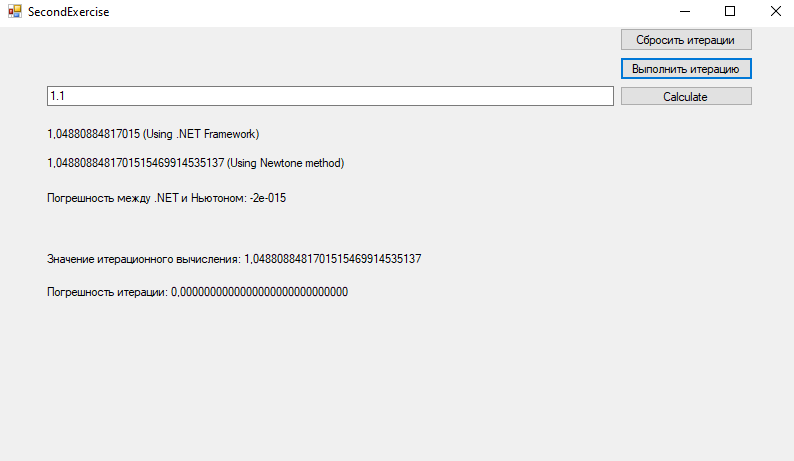 SecondExercise
Сбросить итерации
Выполнить итерацию
1.1
Calculate
1,04880884817015 (Using .NET Framework)
1,0488088481701515469914535137 (Using Newtone method)
Погрешность между .NET и Ньютоном: -2e-015
Значение итерационного вычисления: 1,0488088481701515469914535137
Погрешность итерации: 0,0000000000000000000000000000